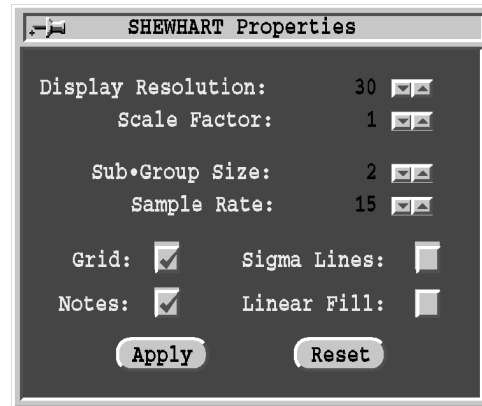 SHEWHART Properties
Display Resolution: 30
Scale Factor: 1
Sub•Group Size: 2
Sample Rate: 15
Grid: Sigma Lines:
Notes: Linear Fill:
Apply Reset